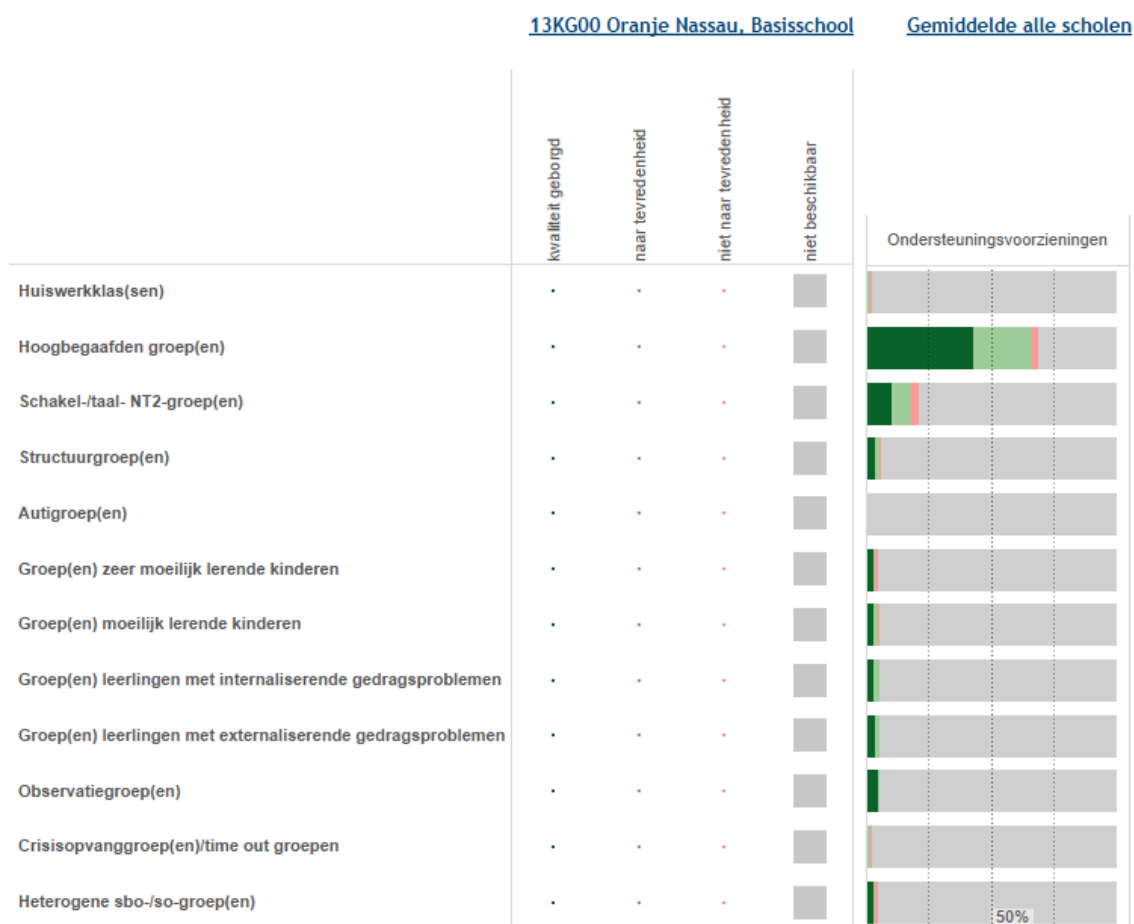 13KG00 Oranje Nassau, Basisschool
Gemiddelde alle scholen
kwaliteit geborgd
naar tevredenheid
niet naar tevredenheid
niet beschikbaar
Ondersteuningsvoorzieningen
Huiswerkklas(sen)
Hoogbegaafden groep(en)
Schakel-/taal- NT2-groep(en)
Structuurgroep(en)
Autigroep(en)
Groep(en) zeer moeilijk lerende kinderen
Groep(en) moeilijk lerende kinderen
Groep(en) leerlingen met internaliserende gedragsproblemen
Groep(en) leerlingen met externaliserende gedragsproblemen
Observatiegroep(en)
Crisisopvanggroep(en)/time out groepen
Heterogene sbo-/so-groep(en)
50%